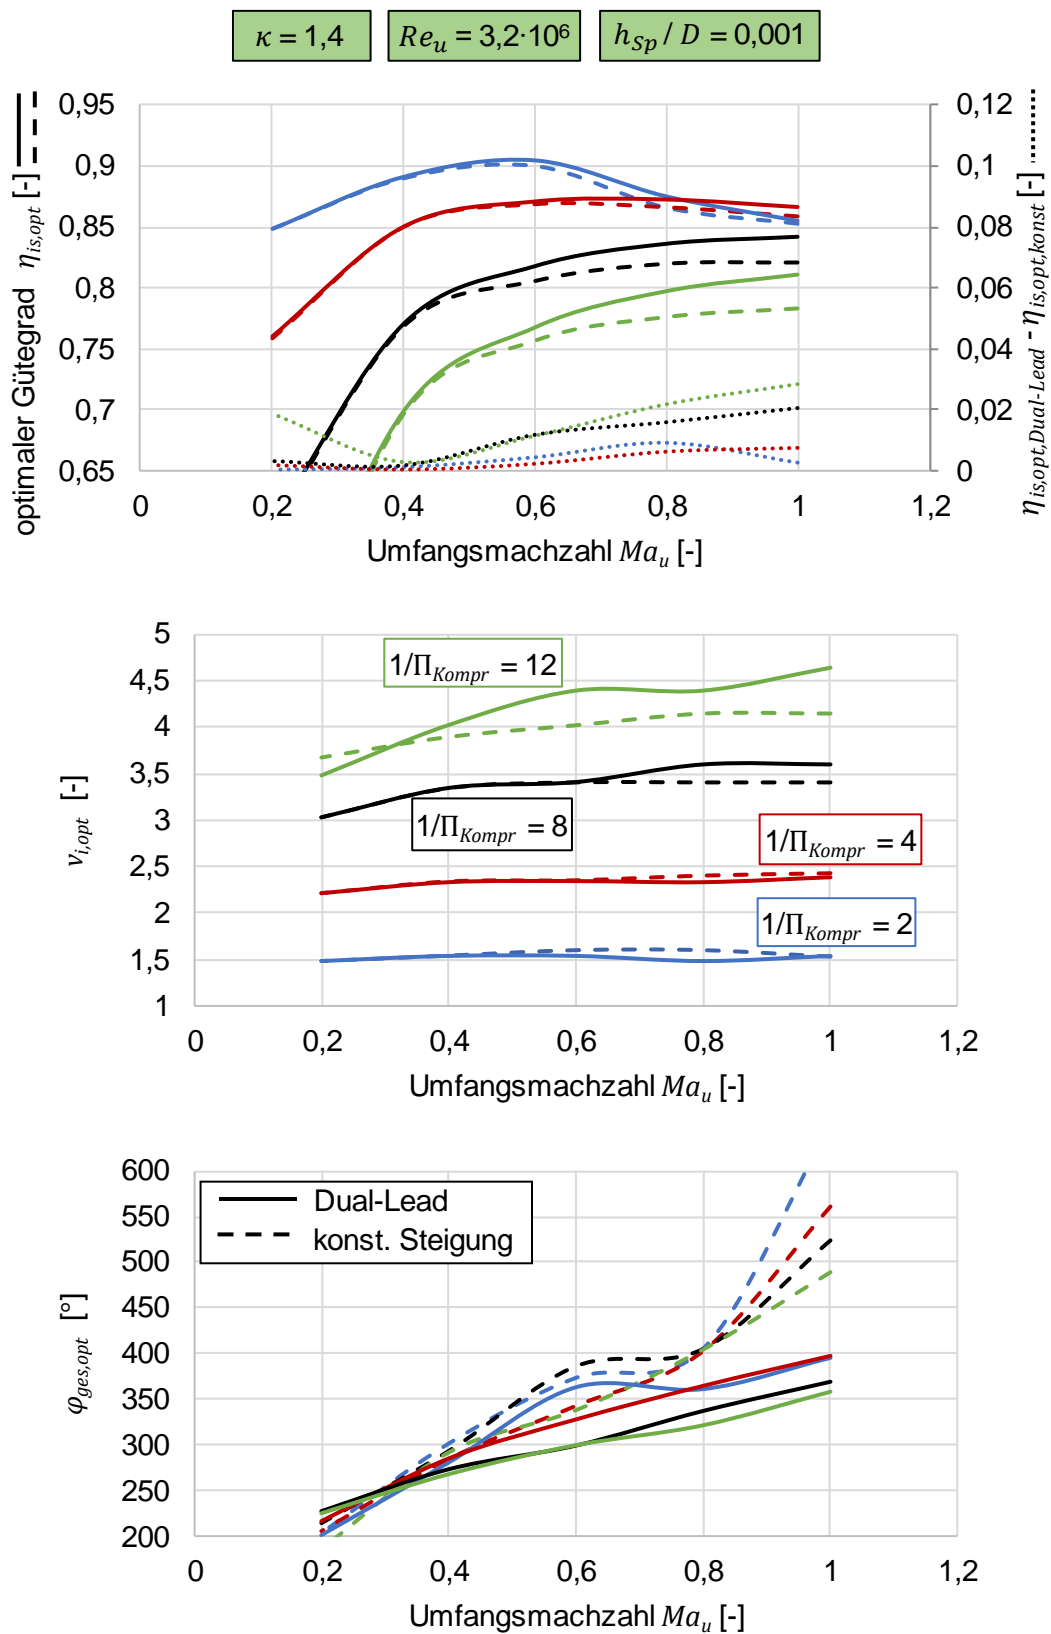 κ = 1,4
Re_u = 3,2·10⁶
h_Sp / D = 0,001
optimaler Gütegrad η_is,opt [-]
η_is,opt,Dual-Lead - η_is,opt,konst [-]
0,95 0,12
0,9 0,1
0,85 0,08
0,8 0,06
0,75 0,04
0,7 0,02
0,65 0
0 0,2 0,4 0,6 0,8 1 1,2
Umfangsmachzahl Ma_u [-]
v_i,opt [-]
5
4,5
4
3,5
3
2,5
2
1,5
1
1/Π_Kompr = 12
1/Π_Kompr = 8
1/Π_Kompr = 4
1/Π_Kompr = 2
0 0,2 0,4 0,6 0,8 1 1,2
Umfangsmachzahl Ma_u [-]
φ_ges,opt [°]
600
550
500
450
400
350
300
250
200
Dual-Lead
konst. Steigung
0 0,2 0,4 0,6 0,8 1 1,2
Umfangsmachzahl Ma_u [-]